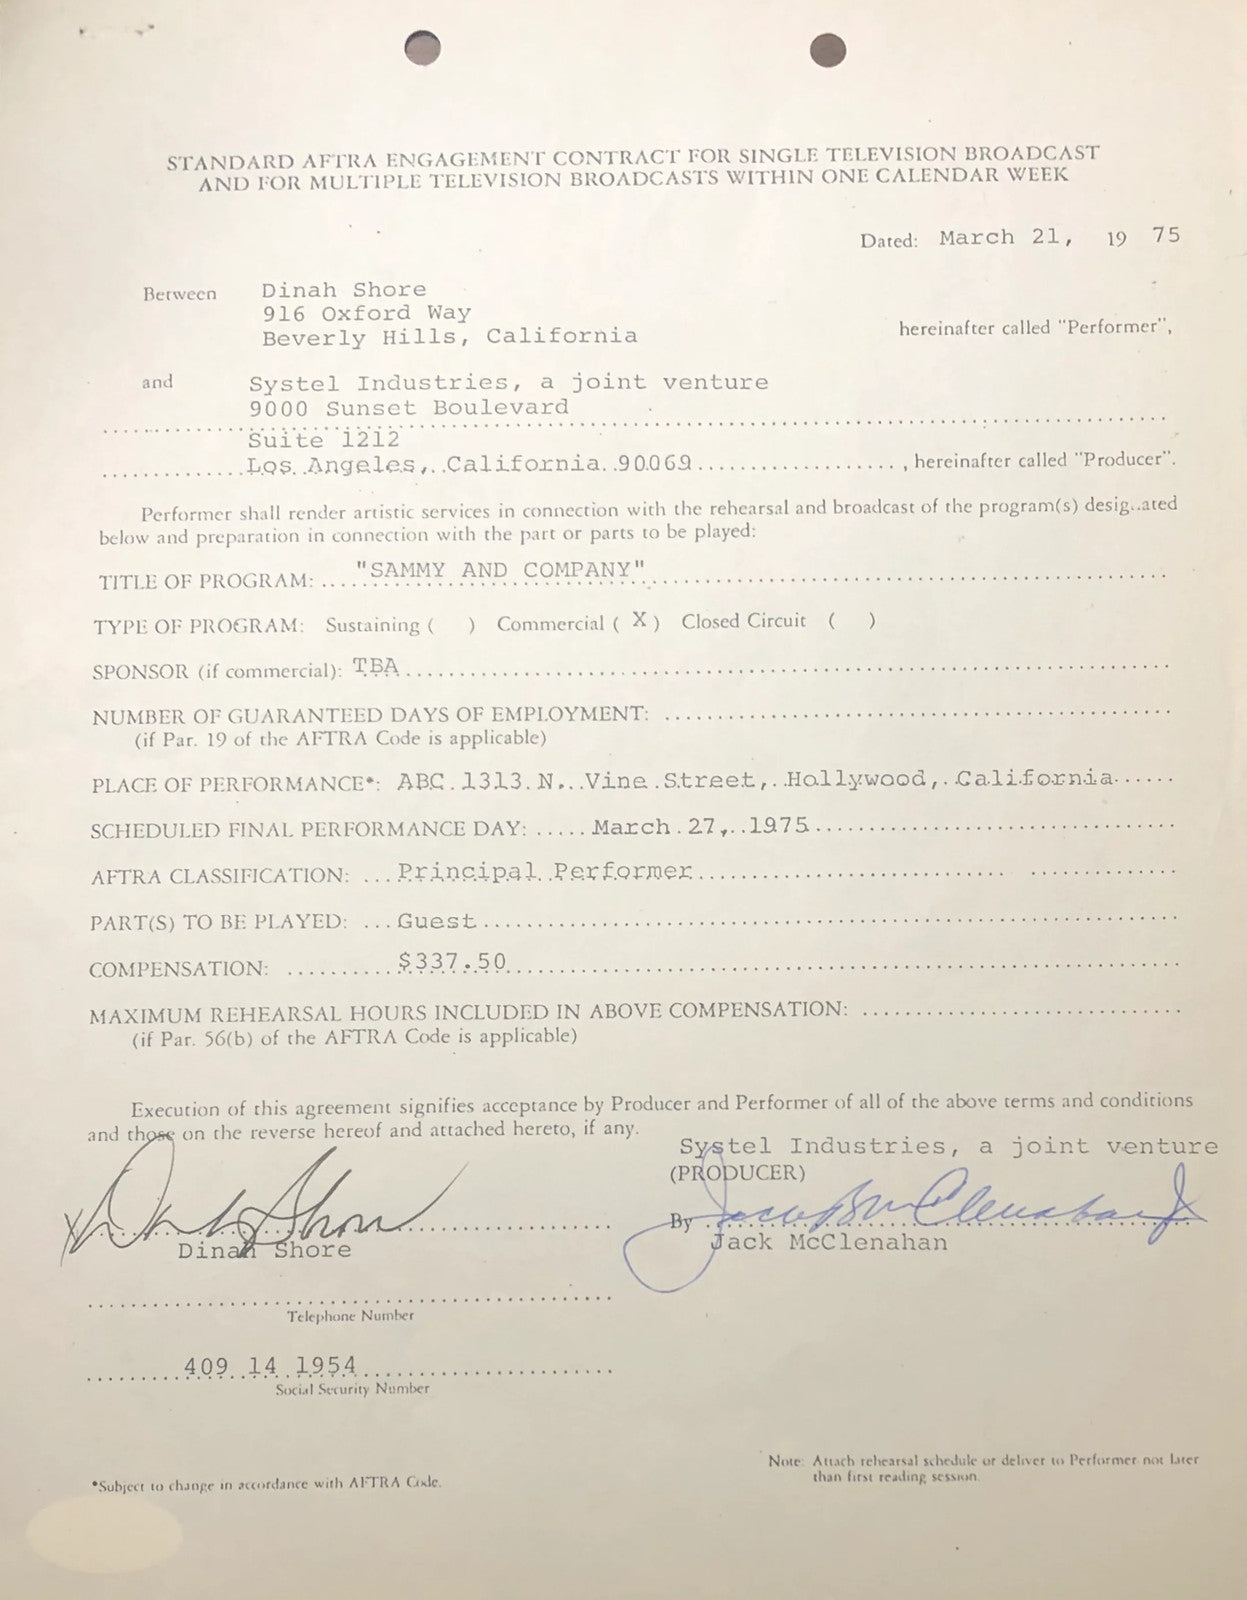 STANDARD AFTRA ENGAGEMENT CONTRACT FOR SINGLE TELEVISION BROADCAST
AND FOR MULTIPLE TELEVISION BROADCASTS WITHIN ONE CALENDAR WEEK
Dated: March 21, 19 75
Between Dinah Shore
916 Oxford Way
Beverly Hills, California
hereinafter called "Performer",
and Systel Industries, a joint venture
9000 Sunset Boulevard
Suite 1212
Los Angeles, California 90069, hereinafter called "Producer".
Performer shall render artistic services in connection with the rehearsal and broadcast of the program(s) desig..ated
below and preparation in connection with the part or parts to be played:
TITLE OF PROGRAM: "SAMMY AND COMPANY"
TYPE OF PROGRAM: Sustaining ( ) Commercial ( X ) Closed Circuit ( )
SPONSOR (if commercial): TBA
NUMBER OF GUARANTEED DAYS OF EMPLOYMENT:
(if Par. 19 of the AFTRA Code is applicable)
PLACE OF PERFORMANCE*: ABC 1313 N. Vine Street, Hollywood, California
SCHEDULED FINAL PERFORMANCE DAY: March 27, 1975
AFTRA CLASSIFICATION: Principal Performer
PART(S) TO BE PLAYED: Guest
COMPENSATION: $337.50
MAXIMUM REHEARSAL HOURS INCLUDED IN ABOVE COMPENSATION:
(if Par. 56(b) of the AFTRA Code is applicable)
Execution of this agreement signifies acceptance by Producer and Performer of all of the above terms and conditions
and those on the reverse hereof and attached hereto, if any.
Systel Industries, a joint venture
(PRODUCER)
x Dinah Shore
By Jack B McClenahan Jr
Dinah Shore
Jack McClenahan
Telephone Number
409 14 1954
Social Security Number
*Subject to change in accordance with AFTRA Code.
Note: Attach rehearsal schedule or deliver to Performer not later
than first reading session.